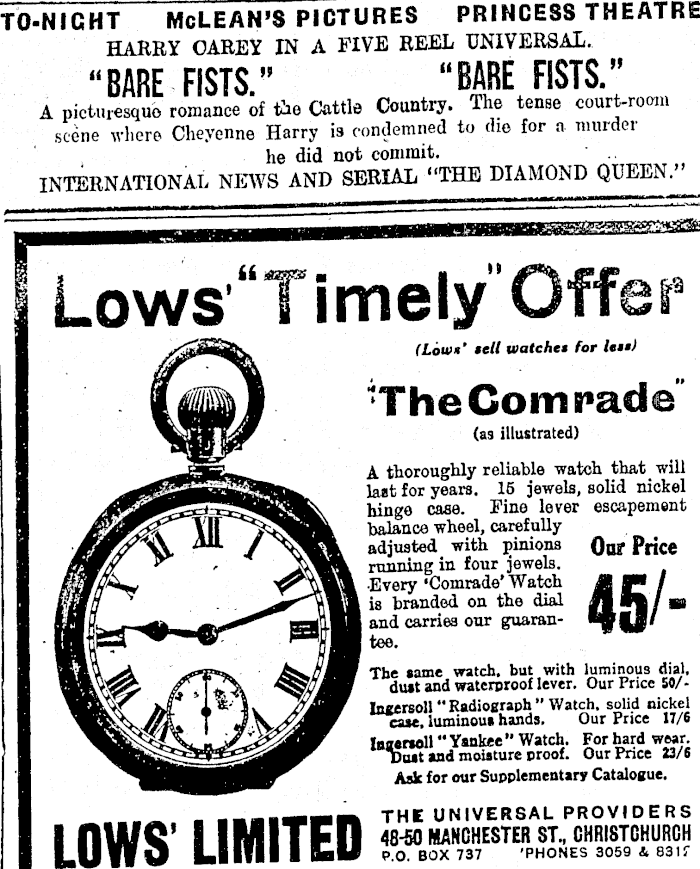 TO-NIGHT McLEAN'S PICTURES PRINCESS THEATRE
HARRY CAREY IN A FIVE REEL UNIVERSAL.
"BARE FISTS." "BARE FISTS."
A picturesque romance of the Cattle Country. The tense court-room
scene where Cheyenne Harry is condemned to die for a murder
he did not commit.
INTERNATIONAL NEWS AND SERIAL "THE DIAMOND QUEEN."
Lows' "Timely" Offer
(Lows' sell watches for less)
"The Comrade"
(as illustrated)
A thoroughly reliable watch that will
last for years. 15 jewels, solid nickel
hinge case. Fine lever escapement
balance wheel, carefully
adjusted with pinions
running in four jewels.
Every 'Comrade' Watch
is branded on the dial
and carries our guaran-
tee.
Our Price
45/-
XII I II III IIII VII VIII IX X XI
The same watch, but with luminous dial,
dust and waterproof lever. Our Price 50/-
Ingersoll "Radiograph" Watch, solid nickel
case, luminous hands. Our Price 17/6
Ingersoll "Yankee" Watch. For hard wear.
Dust and moisture proof. Our Price 23/6
Ask for our Supplementary Catalogue.
LOWS' LIMITED
THE UNIVERSAL PROVIDERS
48-50 MANCHESTER ST., CHRISTCHURCH
P.O. BOX 737 'PHONES 3059 &